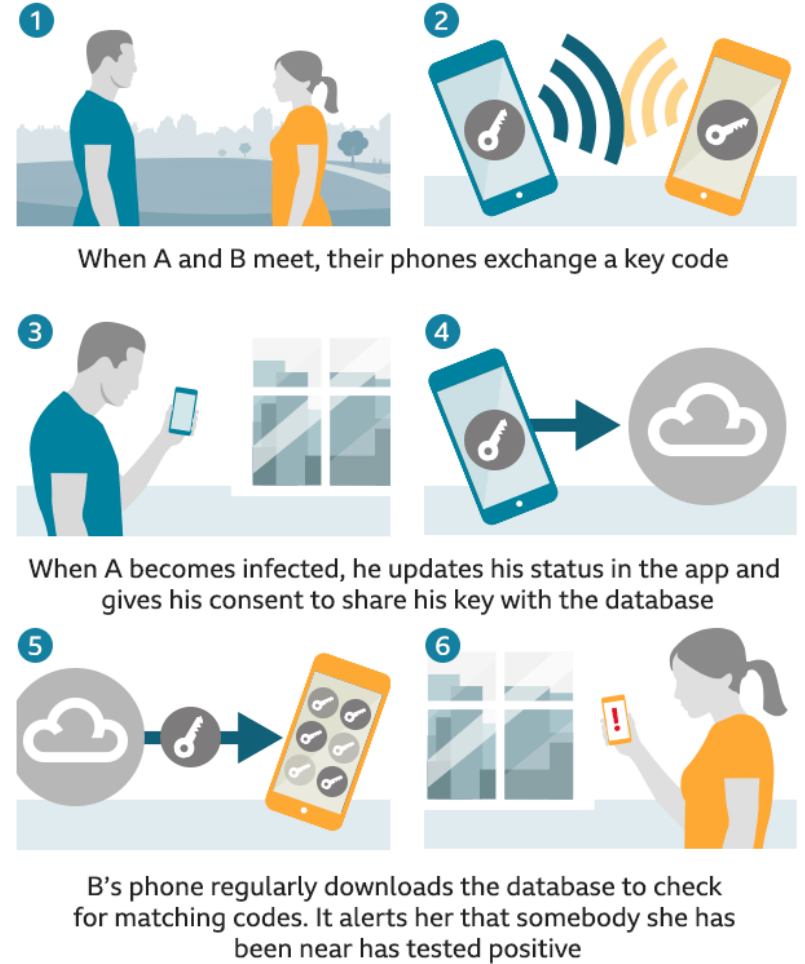 1
2
When A and B meet, their phones exchange a key code
3
4
When A becomes infected, he updates his status in the app and
gives his consent to share his key with the database
5
6
!
B's phone regularly downloads the database to check
for matching codes. It alerts her that somebody she has
been near has tested positive